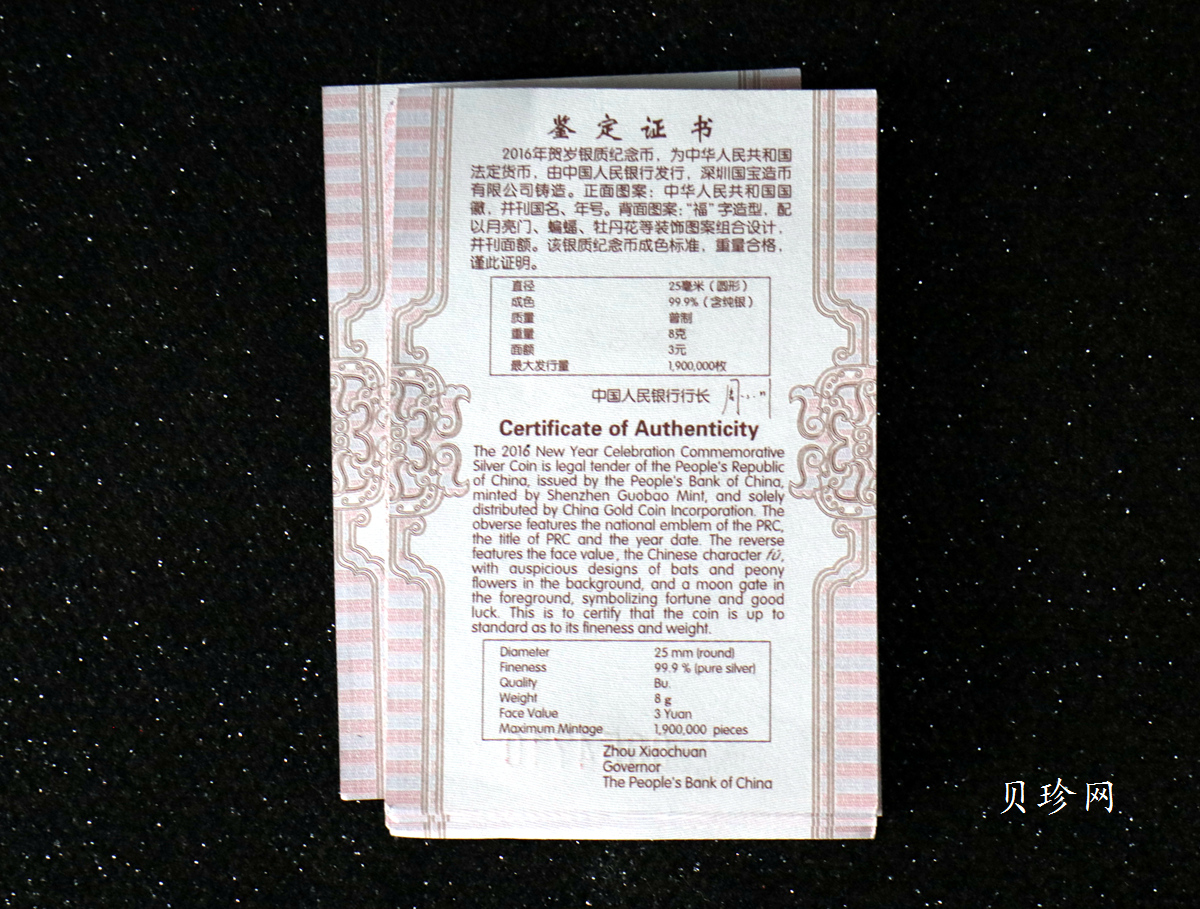 鉴定证书
2016年贺岁银质纪念币，为中华人民共和国
法定货币，由中国人民银行发行，深圳国宝造币
有限公司铸造。正面图案：中华人民共和国国
徽，并刊国名、年号。背面图案：“福”字造型，配
以月亮门、蝙蝠、牡丹花等装饰图案组合设计，
并刊面额。该银质纪念币成色标准，重量合格，
谨此证明。
直径 25毫米（圆形）
成色 99.9%（含纯银）
质量 普制
重量 8克
面额 3元
最大发行量 1,900,000枚
中国人民银行行长
Certificate of Authenticity
The 2016 New Year Celebration Commemorative
Silver Coin is legal tender of the People's Republic
of China, issued by the People's Bank of China,
minted by Shenzhen Guobao Mint, and solely
distributed by China Gold Coin Incorporation. The
obverse features the national emblem of the PRC,
the title of PRC and the year date. The reverse
features the face value, the Chinese character fú,
with auspicious designs of bats and peony
flowers in the background, and a moon gate in
the foreground, symbolizing fortune and good
luck. This is to certify that the coin is up to
standard as to its fineness and weight.
Diameter 25 mm (round)
Fineness 99.9 % (pure silver)
Quality Bu.
Weight 8 g
Face Value 3 Yuan
Maximum Mintage 1,900,000 pieces
Zhou Xiaochuan
Governor
The People's Bank of China
贝珍网